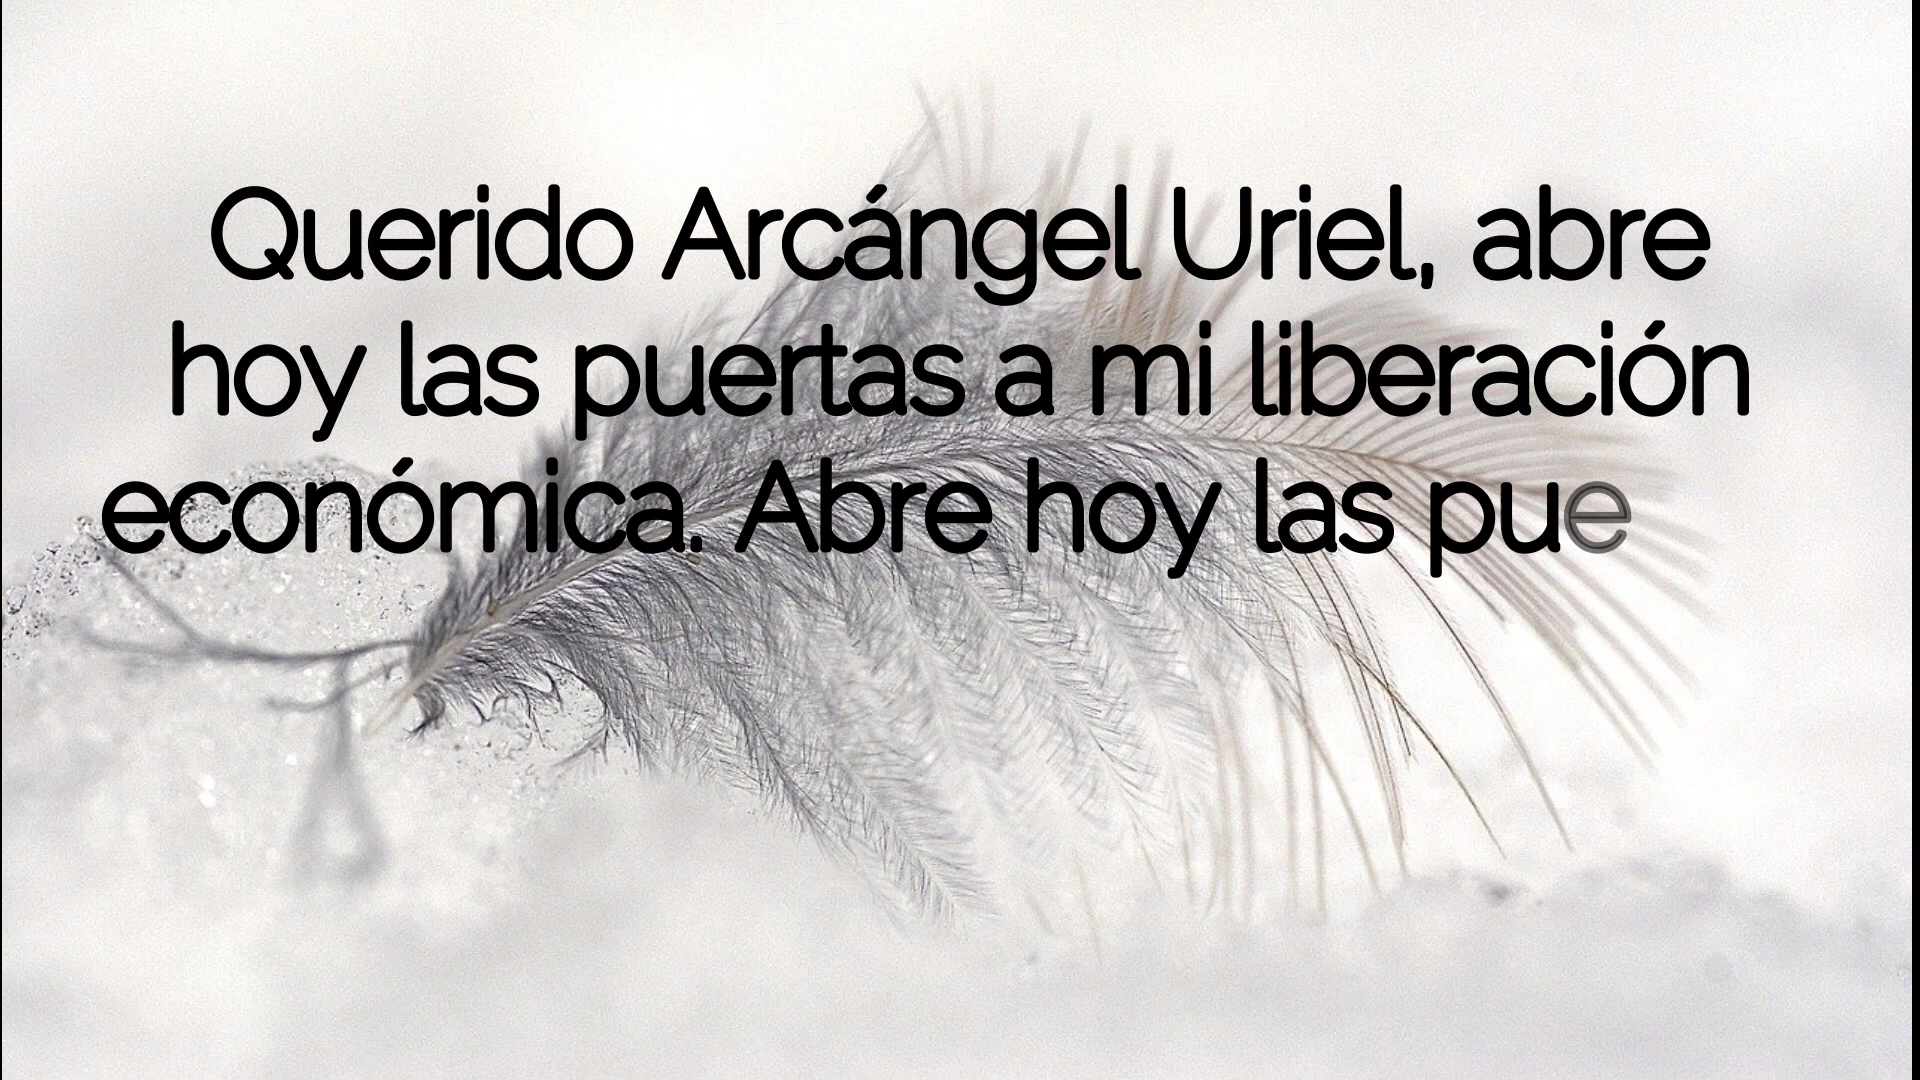 Querido Arcángel Uriel, abre
hoy las puertas a mi liberación
económica. Abre hoy las pue